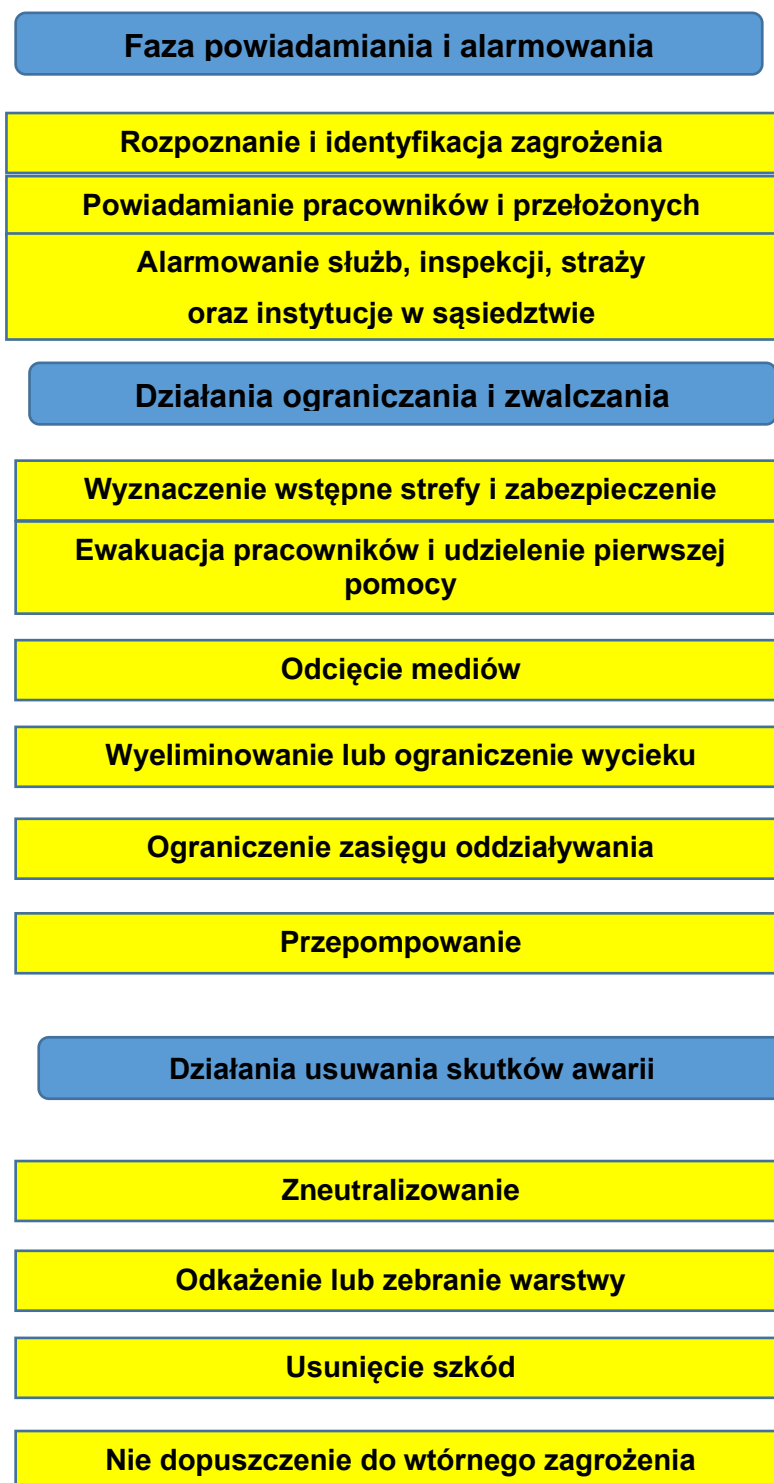 Faza powiadamiania i alarmowania
Rozpoznanie i identyfikacja zagrożenia
Powiadamianie pracowników i przełożonych
Alarmowanie służb, inspekcji, straży
oraz instytucje w sąsiedztwie
Działania ograniczania i zwalczania
Wyznaczenie wstępne strefy i zabezpieczenie
Ewakuacja pracowników i udzielenie pierwszej
pomocy
Odcięcie mediów
Wyeliminowanie lub ograniczenie wycieku
Ograniczenie zasięgu oddziaływania
Przepompowanie
Działania usuwania skutków awarii
Zneutralizowanie
Odkażenie lub zebranie warstwy
Usunięcie szkód
Nie dopuszczenie do wtórnego zagrożenia